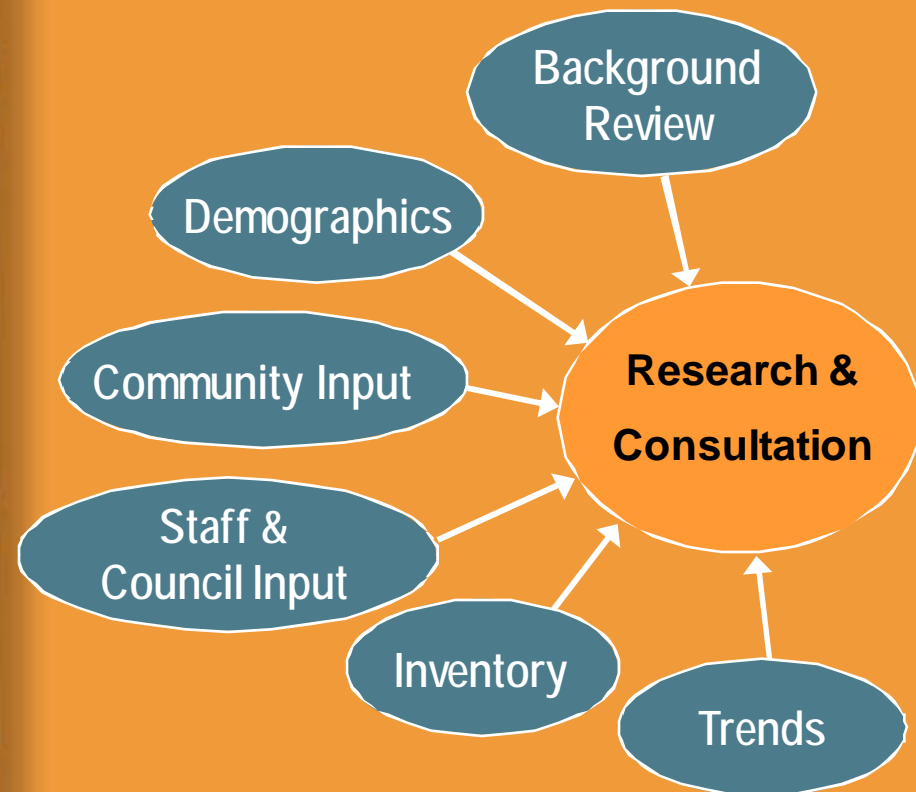 Background
Review
Demographics
Community Input
Research &
Consultation
Staff &
Council Input
Inventory
Trends